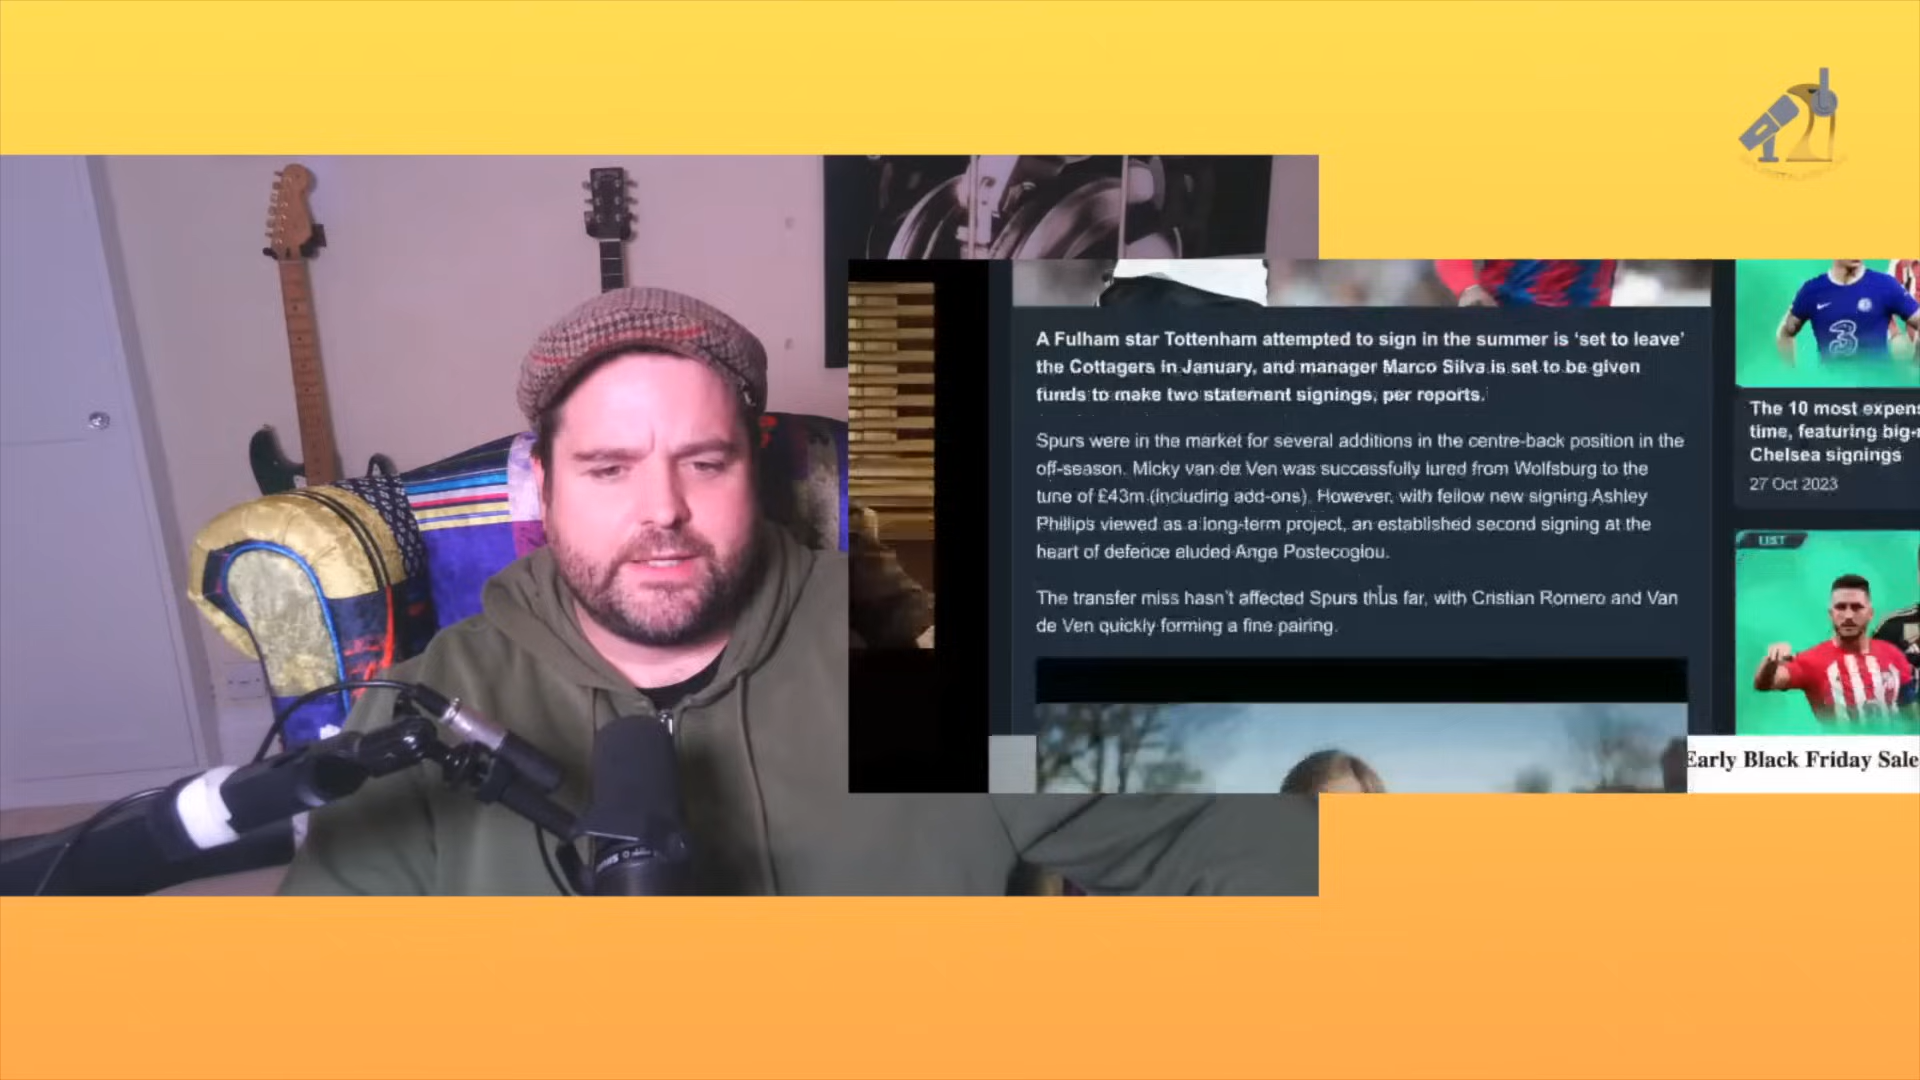 A Fulham star Tottenham attempted to sign in the summer is ‘set to leave’
the Cottagers in January, and manager Marco Silva is set to be given
funds to make two statement signings, per reports.
Spurs were in the market for several additions in the centre-back position in the
off-season. Micky van de Ven was successfully lured from Wolfsburg to the
tune of £43m (including add-ons). However, with fellow new signing Ashley
Phillips viewed as a long-term project, an established second signing at the
heart of defence eluded Ange Postecoglou.
The transfer miss hasn’t affected Spurs thus far, with Cristian Romero and Van
de Ven quickly forming a fine pairing.
3
The 10 most expens
time, featuring big-
Chelsea signings
27 Oct 2023
LIST
Early Black Friday Sale